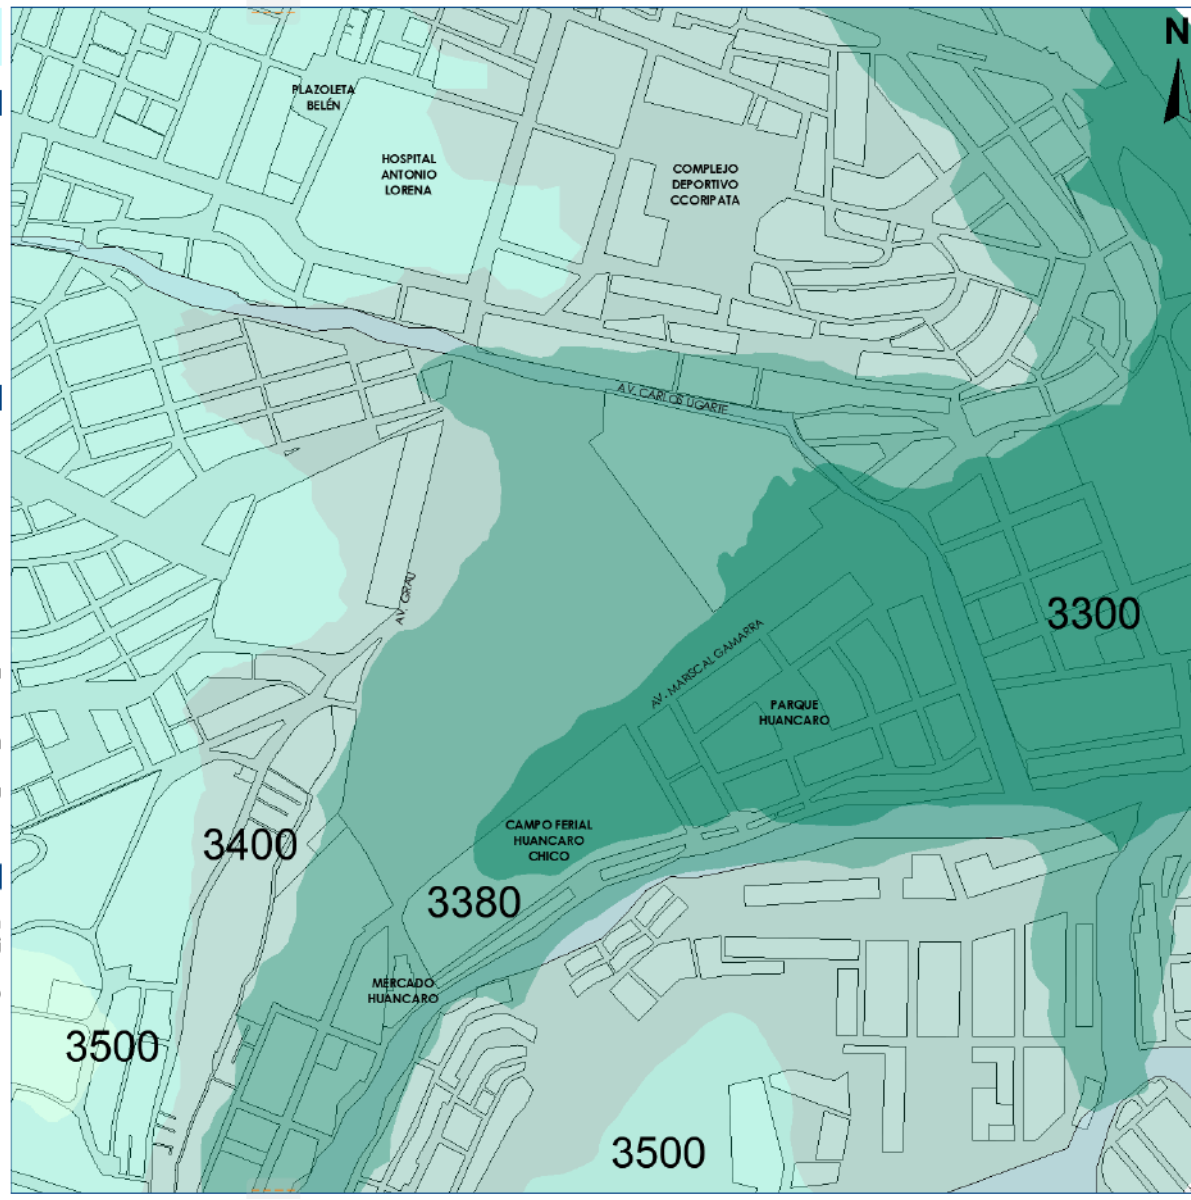 N
PLAZOLETA
BELÉN
HOSPITAL
ANTONIO
LORENA
COMPLEJO
DEPORTIVO
CCORIPATA
AV. CARLOS UGARTE
AV. GRAU
3300
AV. MARISCAL GAMARRA
PARQUE
HUANCARO
CAMPO FERIAL
HUANCARO
CHICO
3400
3380
MERCADO
HUANCARO
3500
3500